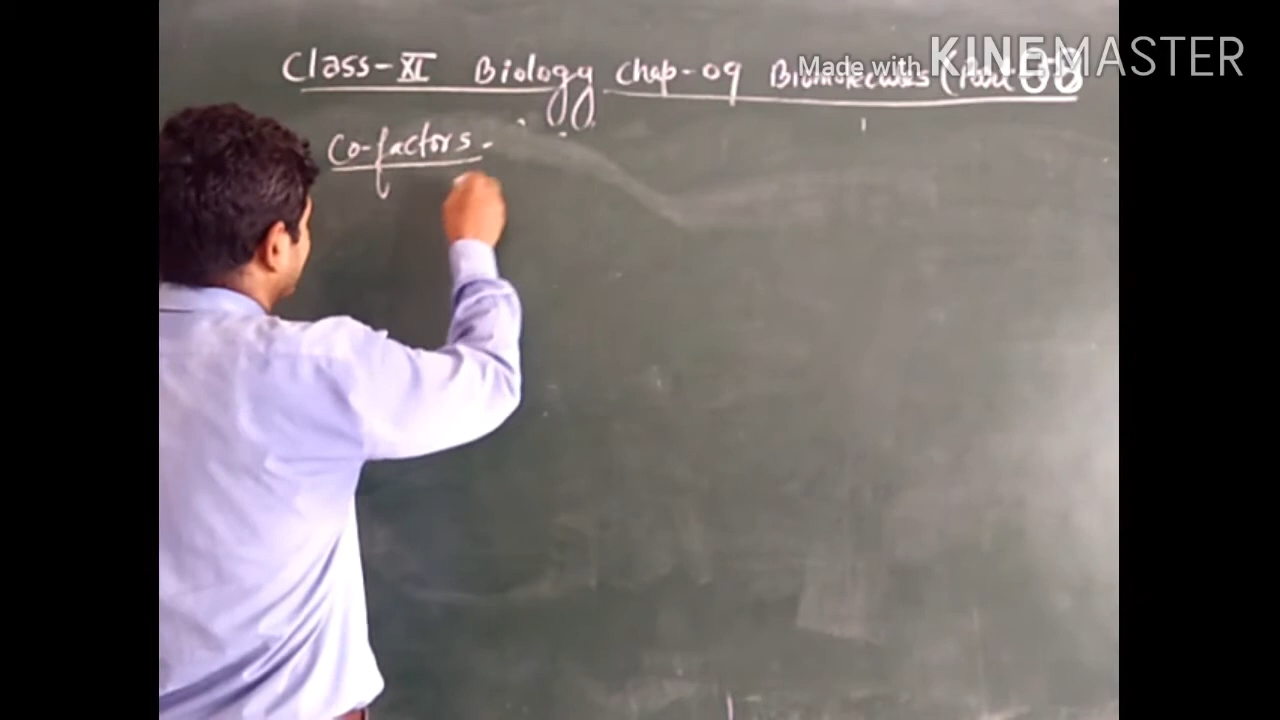 Class-XI Biology Chap-09 Biomolecules (Part
Made with KINEMASTER
Co-factors-